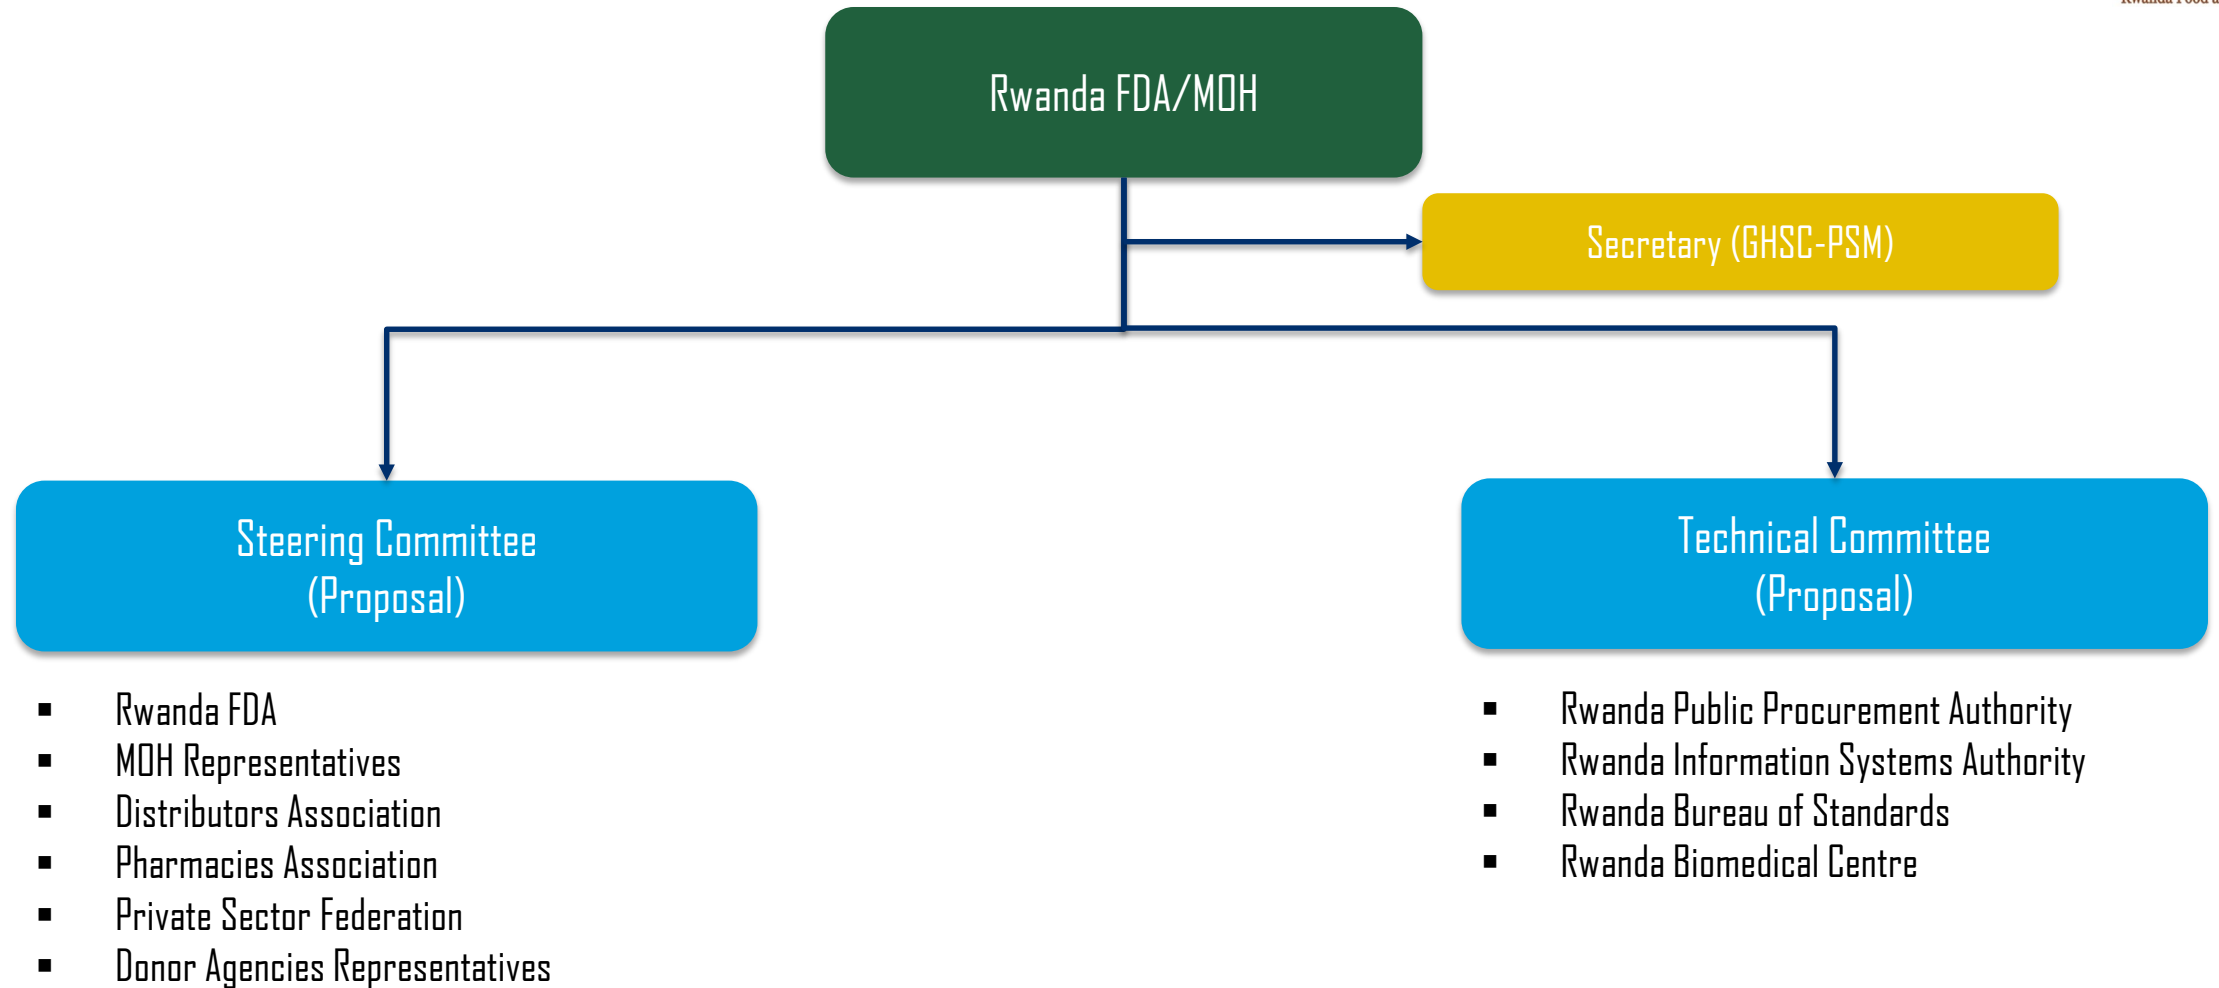 Rwanda FDA/MOH
Secretary (GHSC-PSM)
Steering Committee
(Proposal)
Technical Committee
(Proposal)
▪ Rwanda FDA
▪ MOH Representatives
▪ Distributors Association
▪ Pharmacies Association
▪ Private Sector Federation
▪ Donor Agencies Representatives
▪ Rwanda Public Procurement Authority
▪ Rwanda Information Systems Authority
▪ Rwanda Bureau of Standards
▪ Rwanda Biomedical Centre